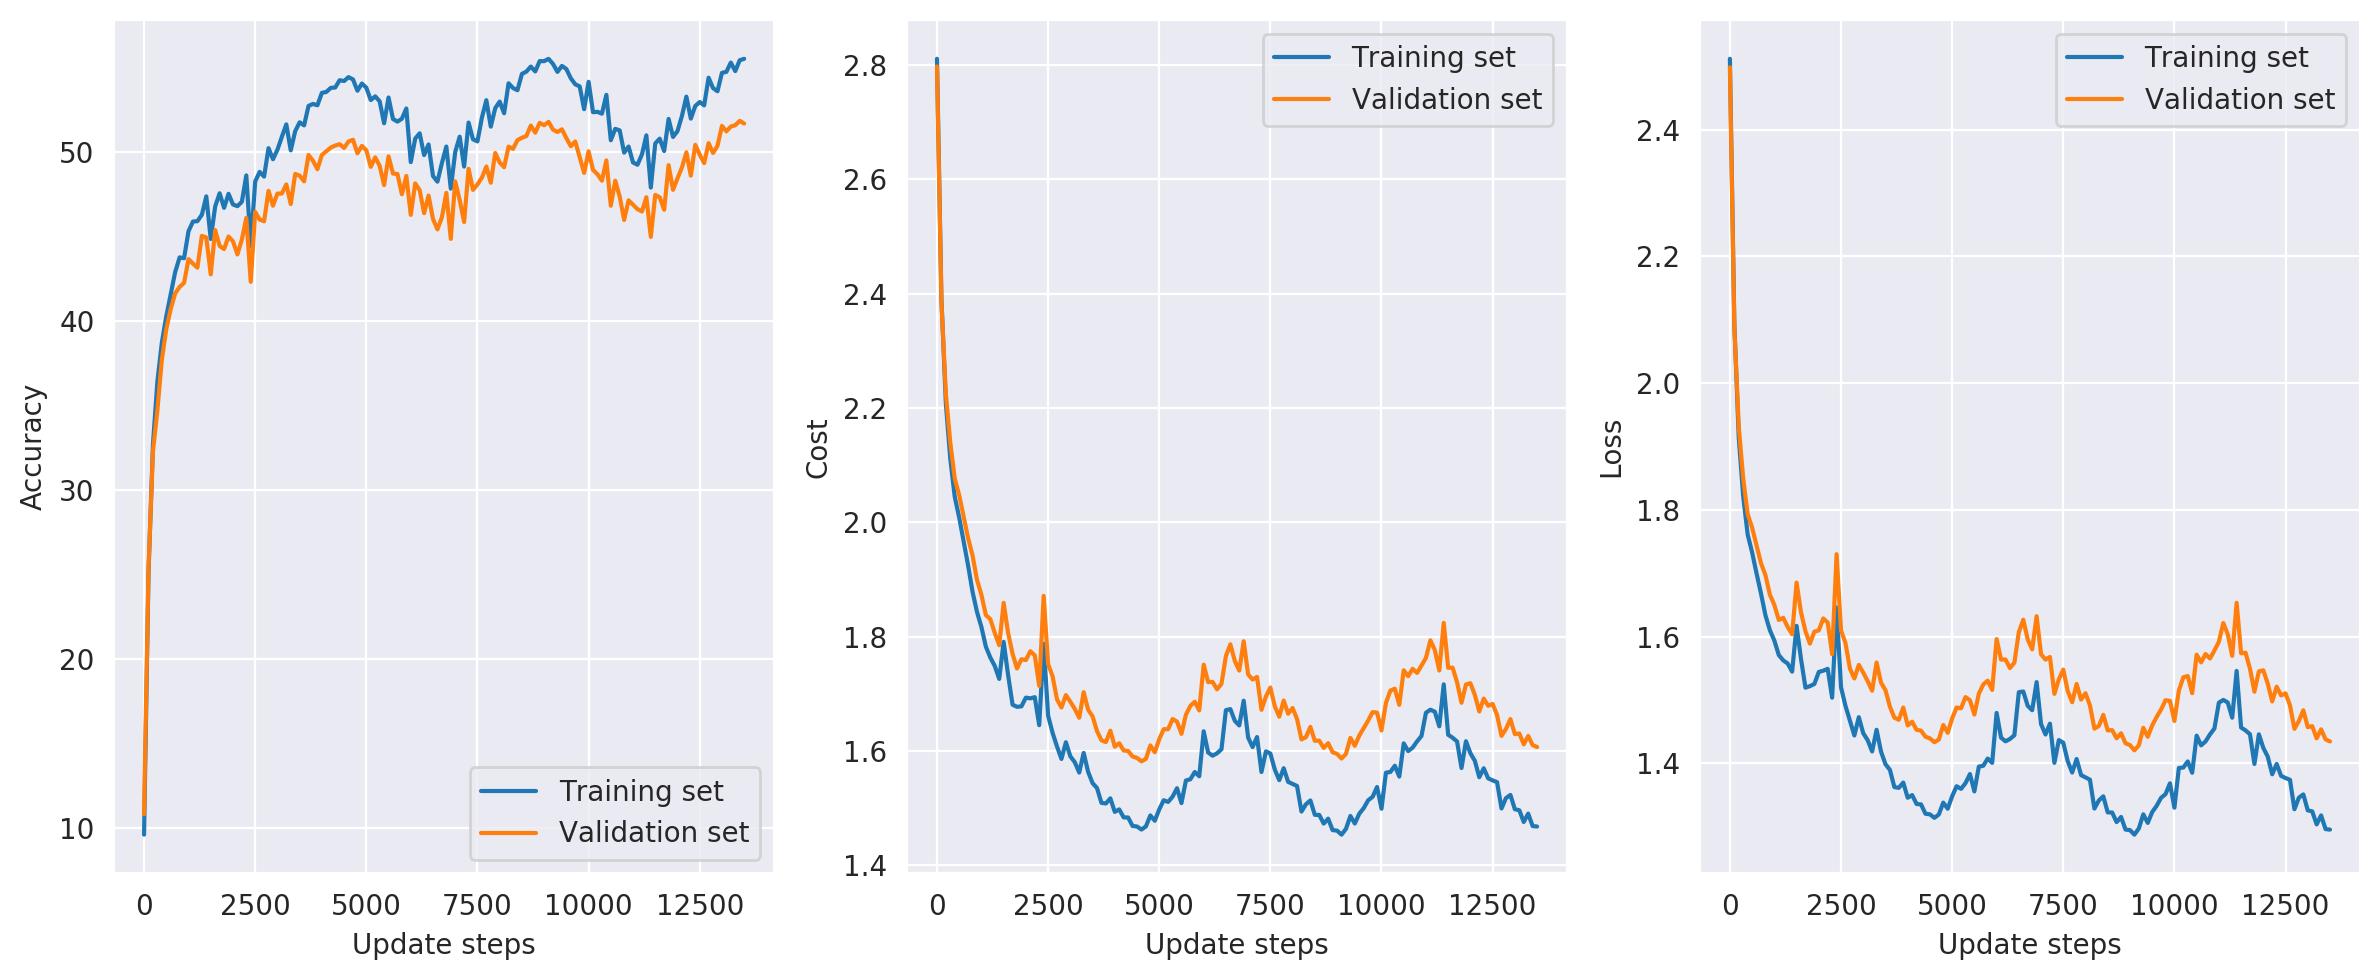 Accuracy
50
40
30
20
10
0 2500 5000 7500 10000 12500
Update steps
Training set
Validation set
Cost
2.8
2.6
2.4
2.2
2.0
1.8
1.6
1.4
0 2500 5000 7500 10000 12500
Update steps
Training set
Validation set
Loss
2.4
2.2
2.0
1.8
1.6
1.4
0 2500 5000 7500 10000 12500
Update steps
Training set
Validation set